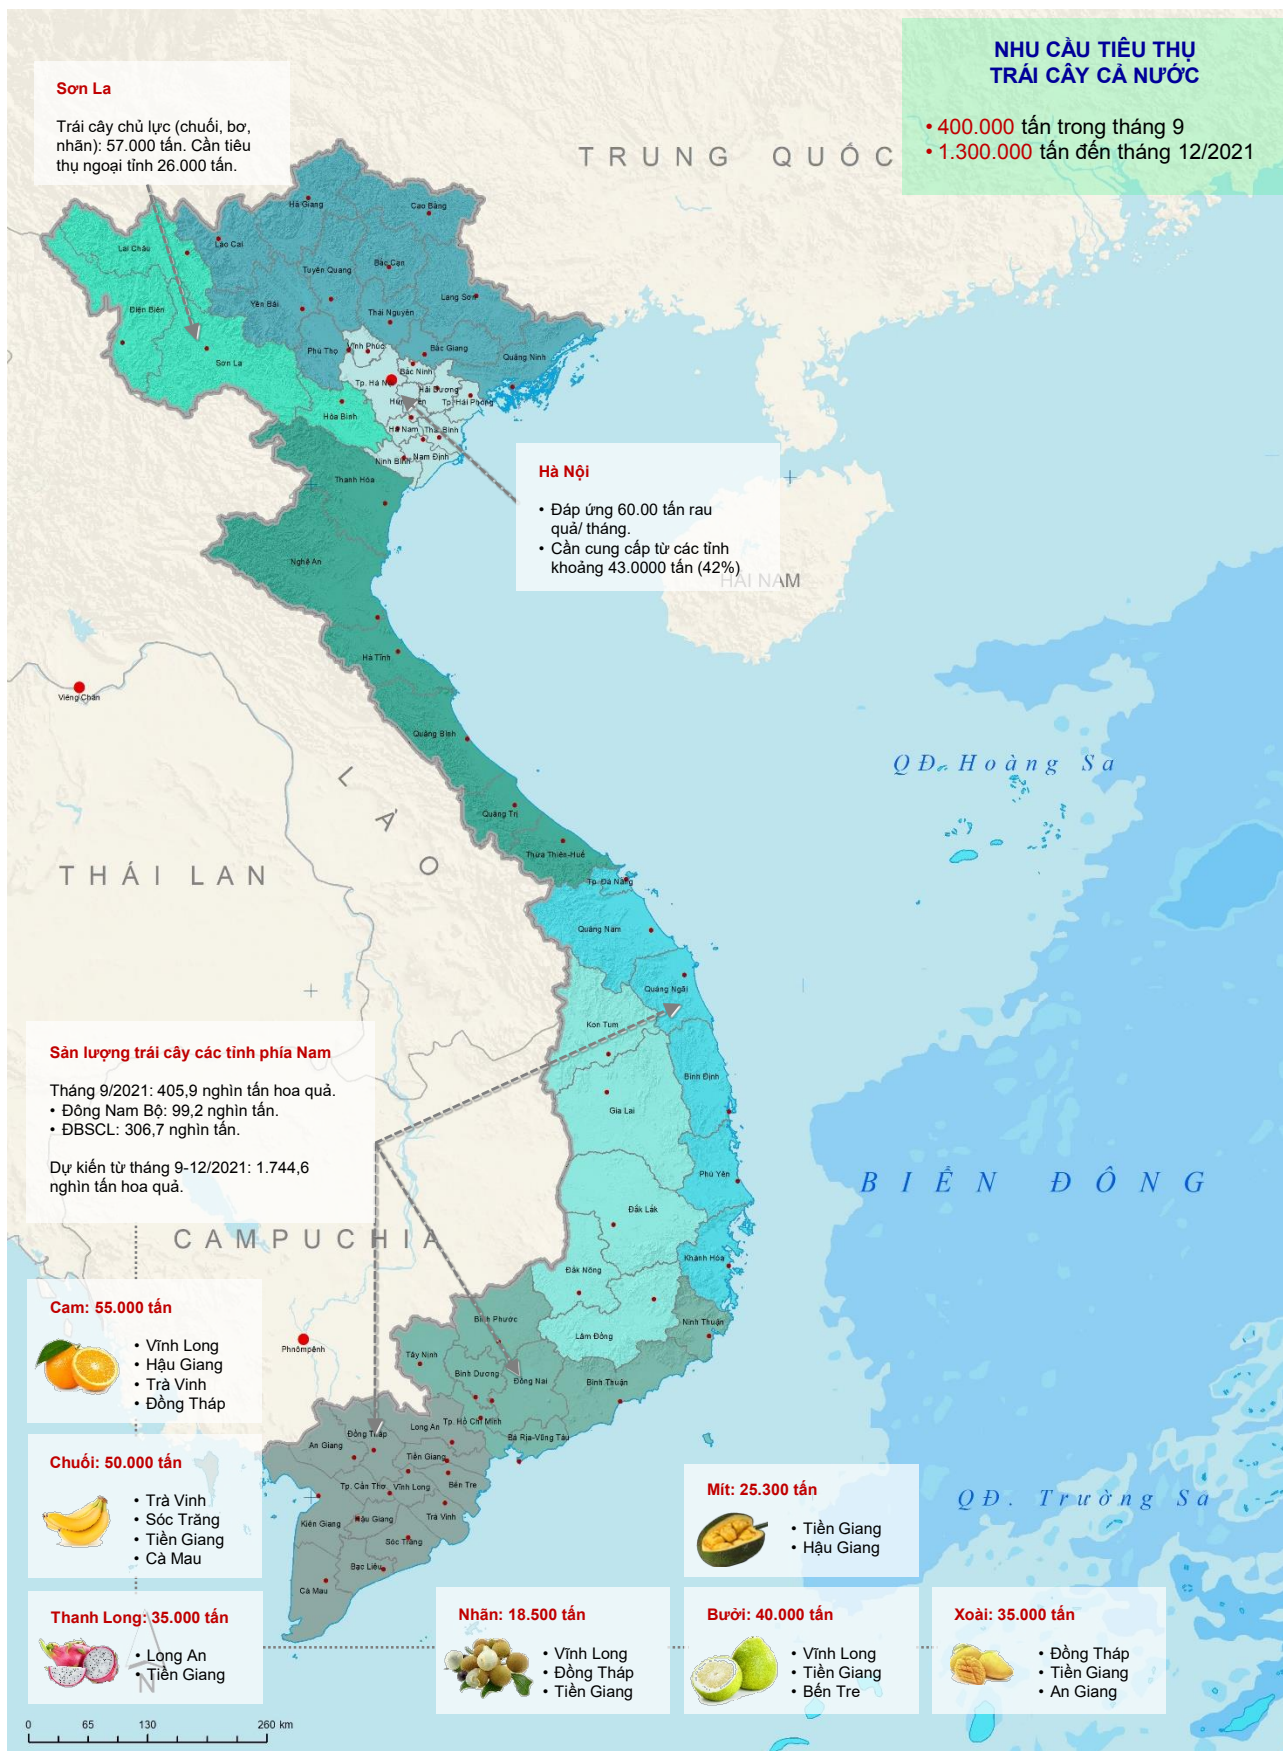 NHU CẦU TIÊU THỤ
TRÁI CÂY CẢ NƯỚC
• 400.000 tấn trong tháng 9
• 1.300.000 tấn đến tháng 12/2021
Sơn La
Trái cây chủ lực (chuối, bơ,
nhãn): 57.000 tấn. Cần tiêu
thụ ngoại tỉnh 26.000 tấn.
TRUNG QUỐC
Hà Giang
Cao Bằng
Lai Châu
Lào Cai
Tuyên Quang
Bắc Cạn
Điện Biên
Yên Bái
Lạng Sơn
Thái Nguyên
Sơn La
Phú Thọ
Vĩnh Phúc
Bắc Giang
Quảng Ninh
Bắc Ninh
Tp. Hà Nội
Hải Dương
Tp. Hải Phòng
Hòa Bình
Hà Nam
Thái Bình
Ninh Bình
Nam Định
Thanh Hóa
Hà Nội
• Đáp ứng 60.00 tấn rau
quả/ tháng.
• Cần cung cấp từ các tỉnh
khoảng 43.0000 tấn (42%)
HẢI NAM
Nghệ An
Hà Tĩnh
Viêng Chăn
Quảng Bình
QĐ. Hoàng Sa
LÀO
Quảng Trị
Thừa Thiên-Huế
THÁI LAN
Tp. Đà Nẵng
Quảng Nam
Quảng Ngãi
Kon Tum
Sản lượng trái cây các tỉnh phía Nam
Tháng 9/2021: 405,9 nghìn tấn hoa quả.
• Đông Nam Bộ: 99,2 nghìn tấn.
• ĐBSCL: 306,7 nghìn tấn.
Dự kiến từ tháng 9-12/2021: 1.744,6
nghìn tấn hoa quả.
Bình Định
Gia Lai
Phú Yên
BIỂN ĐÔNG
Đắk Lắk
CAMPUCHIA
Khánh Hòa
Đắk Nông
Cam: 55.000 tấn
• Vĩnh Long
• Hậu Giang
• Trà Vinh
• Đồng Tháp
Phnômpênh
Bình Phước
Ninh Thuận
Lâm Đồng
Tây Ninh
Bình Dương
Đồng Nai
Bình Thuận
Long An
Tp. Hồ Chí Minh
Đồng Tháp
Bà Rịa-Vũng Tàu
An Giang
Tiền Giang
Chuối: 50.000 tấn
• Trà Vinh
• Sóc Trăng
• Tiền Giang
• Cà Mau
Tp. Cần Thơ
Vĩnh Long
Bến Tre
Kiên Giang
Hậu Giang
Trà Vinh
Sóc Trăng
Bạc Liêu
Cà Mau
Mít: 25.300 tấn
• Tiền Giang
• Hậu Giang
QĐ. Trường Sa
Thanh Long: 35.000 tấn
• Long An
• Tiền Giang
N
Nhãn: 18.500 tấn
• Vĩnh Long
• Đồng Tháp
• Tiền Giang
Bưởi: 40.000 tấn
• Vĩnh Long
• Tiền Giang
• Bến Tre
Xoài: 35.000 tấn
• Đồng Tháp
• Tiền Giang
• An Giang
0 65 130 260 km